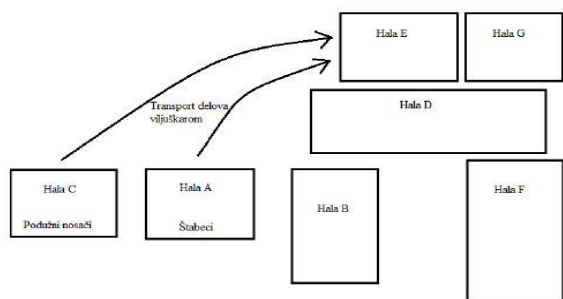 Hala E
Hala G
Hala D
Transport delova
viljuškarom
Hala C
Podužni nosači
Hala A
Štabeci
Hala B
Hala F